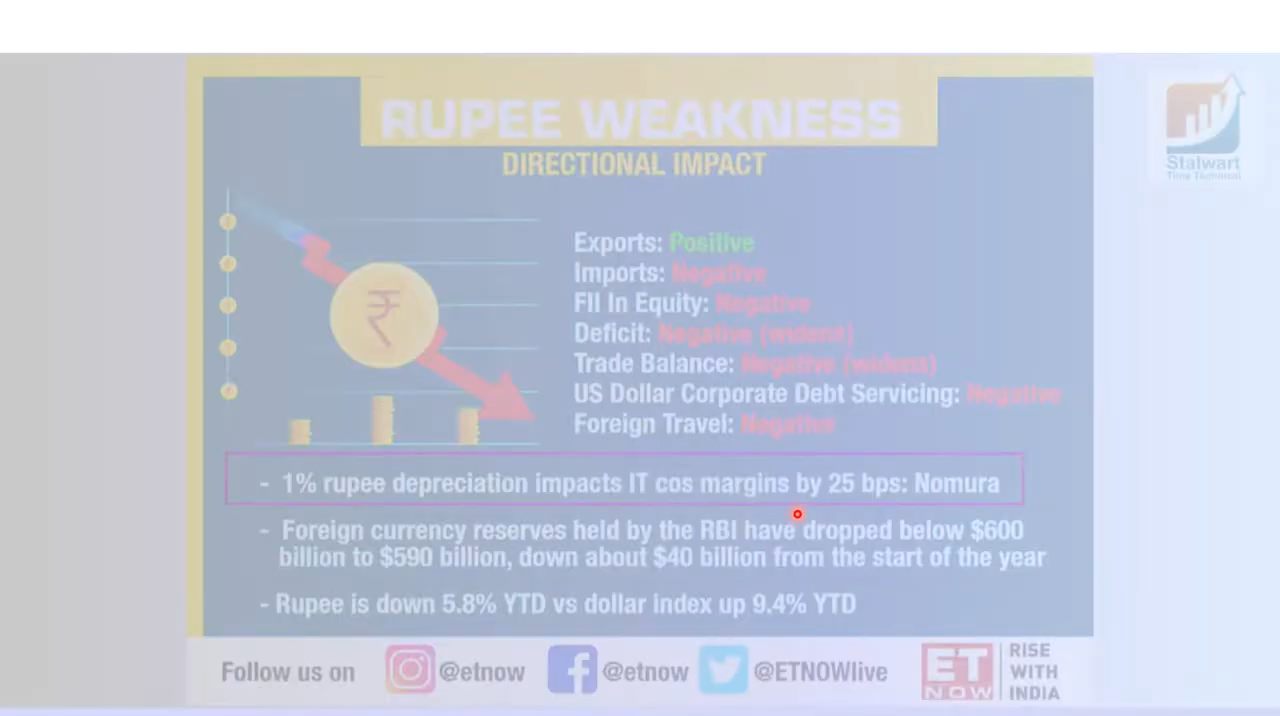 RUPEE WEAKNESS
DIRECTIONAL IMPACT
Stalwart
Time Technical
Exports: Positive
Imports: Negative
FII In Equity: Negative
Deficit: Negative (widens)
Trade Balance: Negative (widens)
US Dollar Corporate Debt Servicing: Negative
Foreign Travel: Negative
- 1% rupee depreciation impacts IT cos margins by 25 bps: Nomura
- Foreign currency reserves held by the RBI have dropped below $600
billion to $590 billion, down about $40 billion from the start of the year
- Rupee is down 5.8% YTD vs dollar index up 9.4% YTD
Follow us on @etnow @etnow @ETNOWlive
ET
NOW
RISE
WITH
INDIA